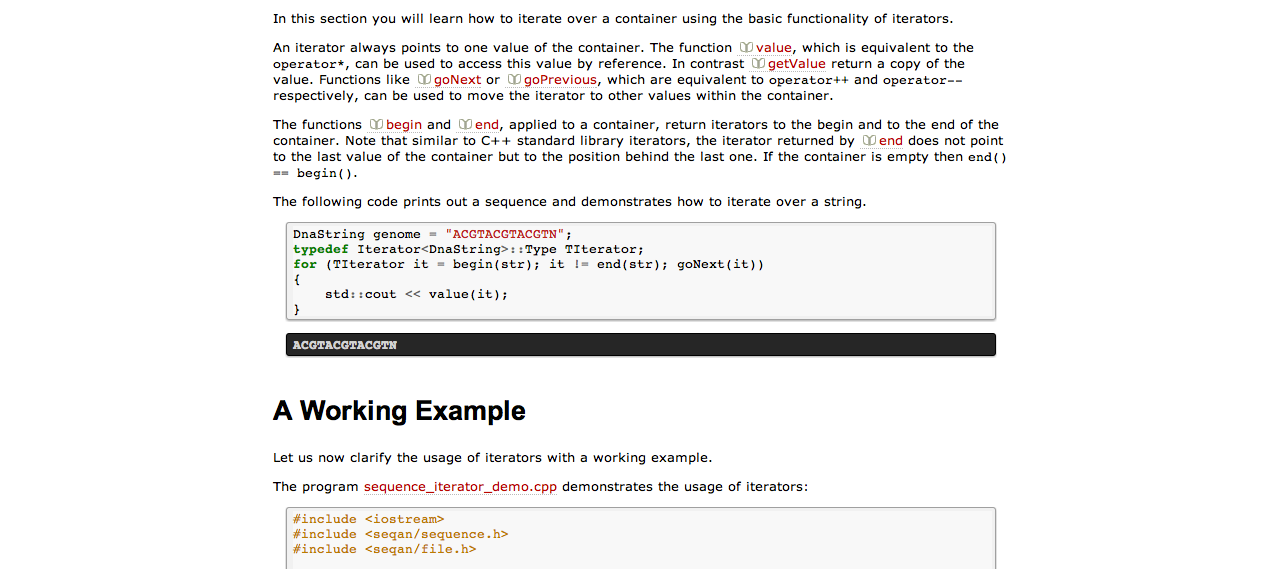 In this section you will learn how to iterate over a container using the basic functionality of iterators.
An iterator always points to one value of the container. The function value, which is equivalent to the
operator*, can be used to access this value by reference. In contrast getValue return a copy of the
value. Functions like goNext or goPrevious, which are equivalent to operator++ and operator--
respectively, can be used to move the iterator to other values within the container.
The functions begin and end, applied to a container, return iterators to the begin and to the end of the
container. Note that similar to C++ standard library iterators, the iterator returned by end does not point
to the last value of the container but to the position behind the last one. If the container is empty then end()
== begin().
The following code prints out a sequence and demonstrates how to iterate over a string.
DnaString genome = "ACGTACGTACGTN";
typedef Iterator<DnaString>::Type TIterator;
for (TIterator it = begin(str); it != end(str); goNext(it))
{
    std::cout << value(it);
}
ACGTACGTACGTN
A Working Example
Let us now clarify the usage of iterators with a working example.
The program sequence_iterator_demo.cpp demonstrates the usage of iterators:
#include <iostream>
#include <seqan/sequence.h>
#include <seqan/file.h>